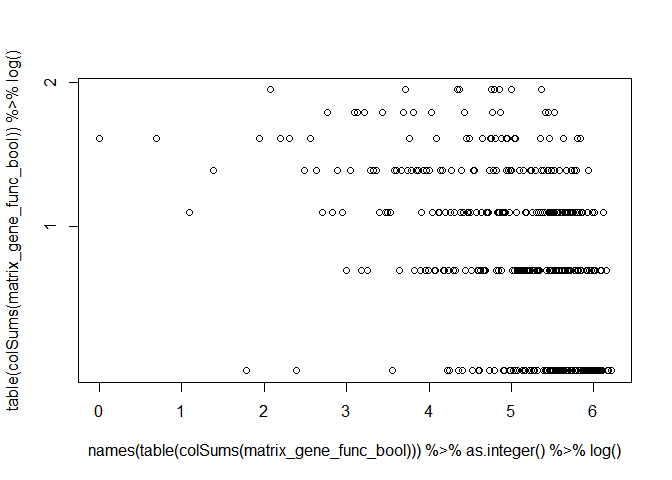 table(colSums(matrix_gene_func_bool)) %>% log()
2
1
0 1 2 3 4 5 6
names(table(colSums(matrix_gene_func_bool))) %>% as.integer() %>% log()